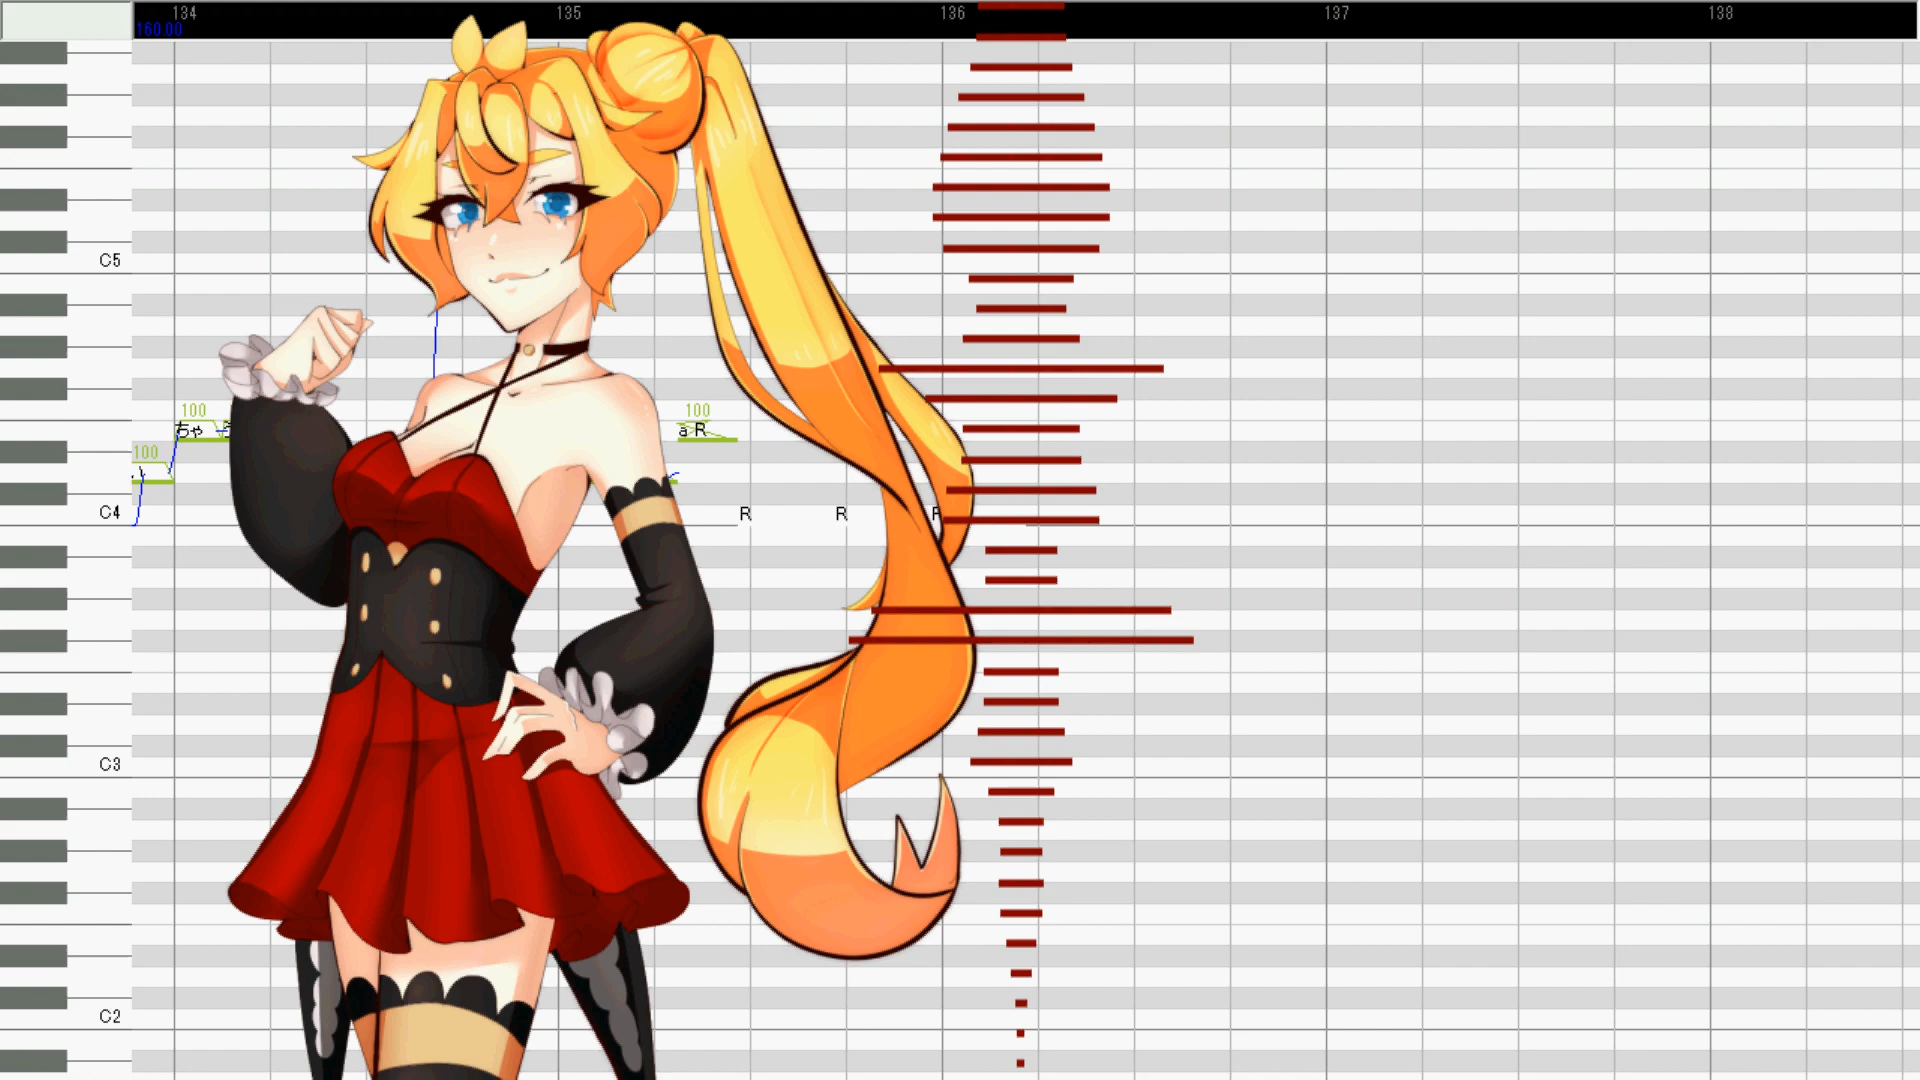 134 135 136 137 138
160.00
C5
100 100
ちゃ a R
100
C4 R R R
C3
C2